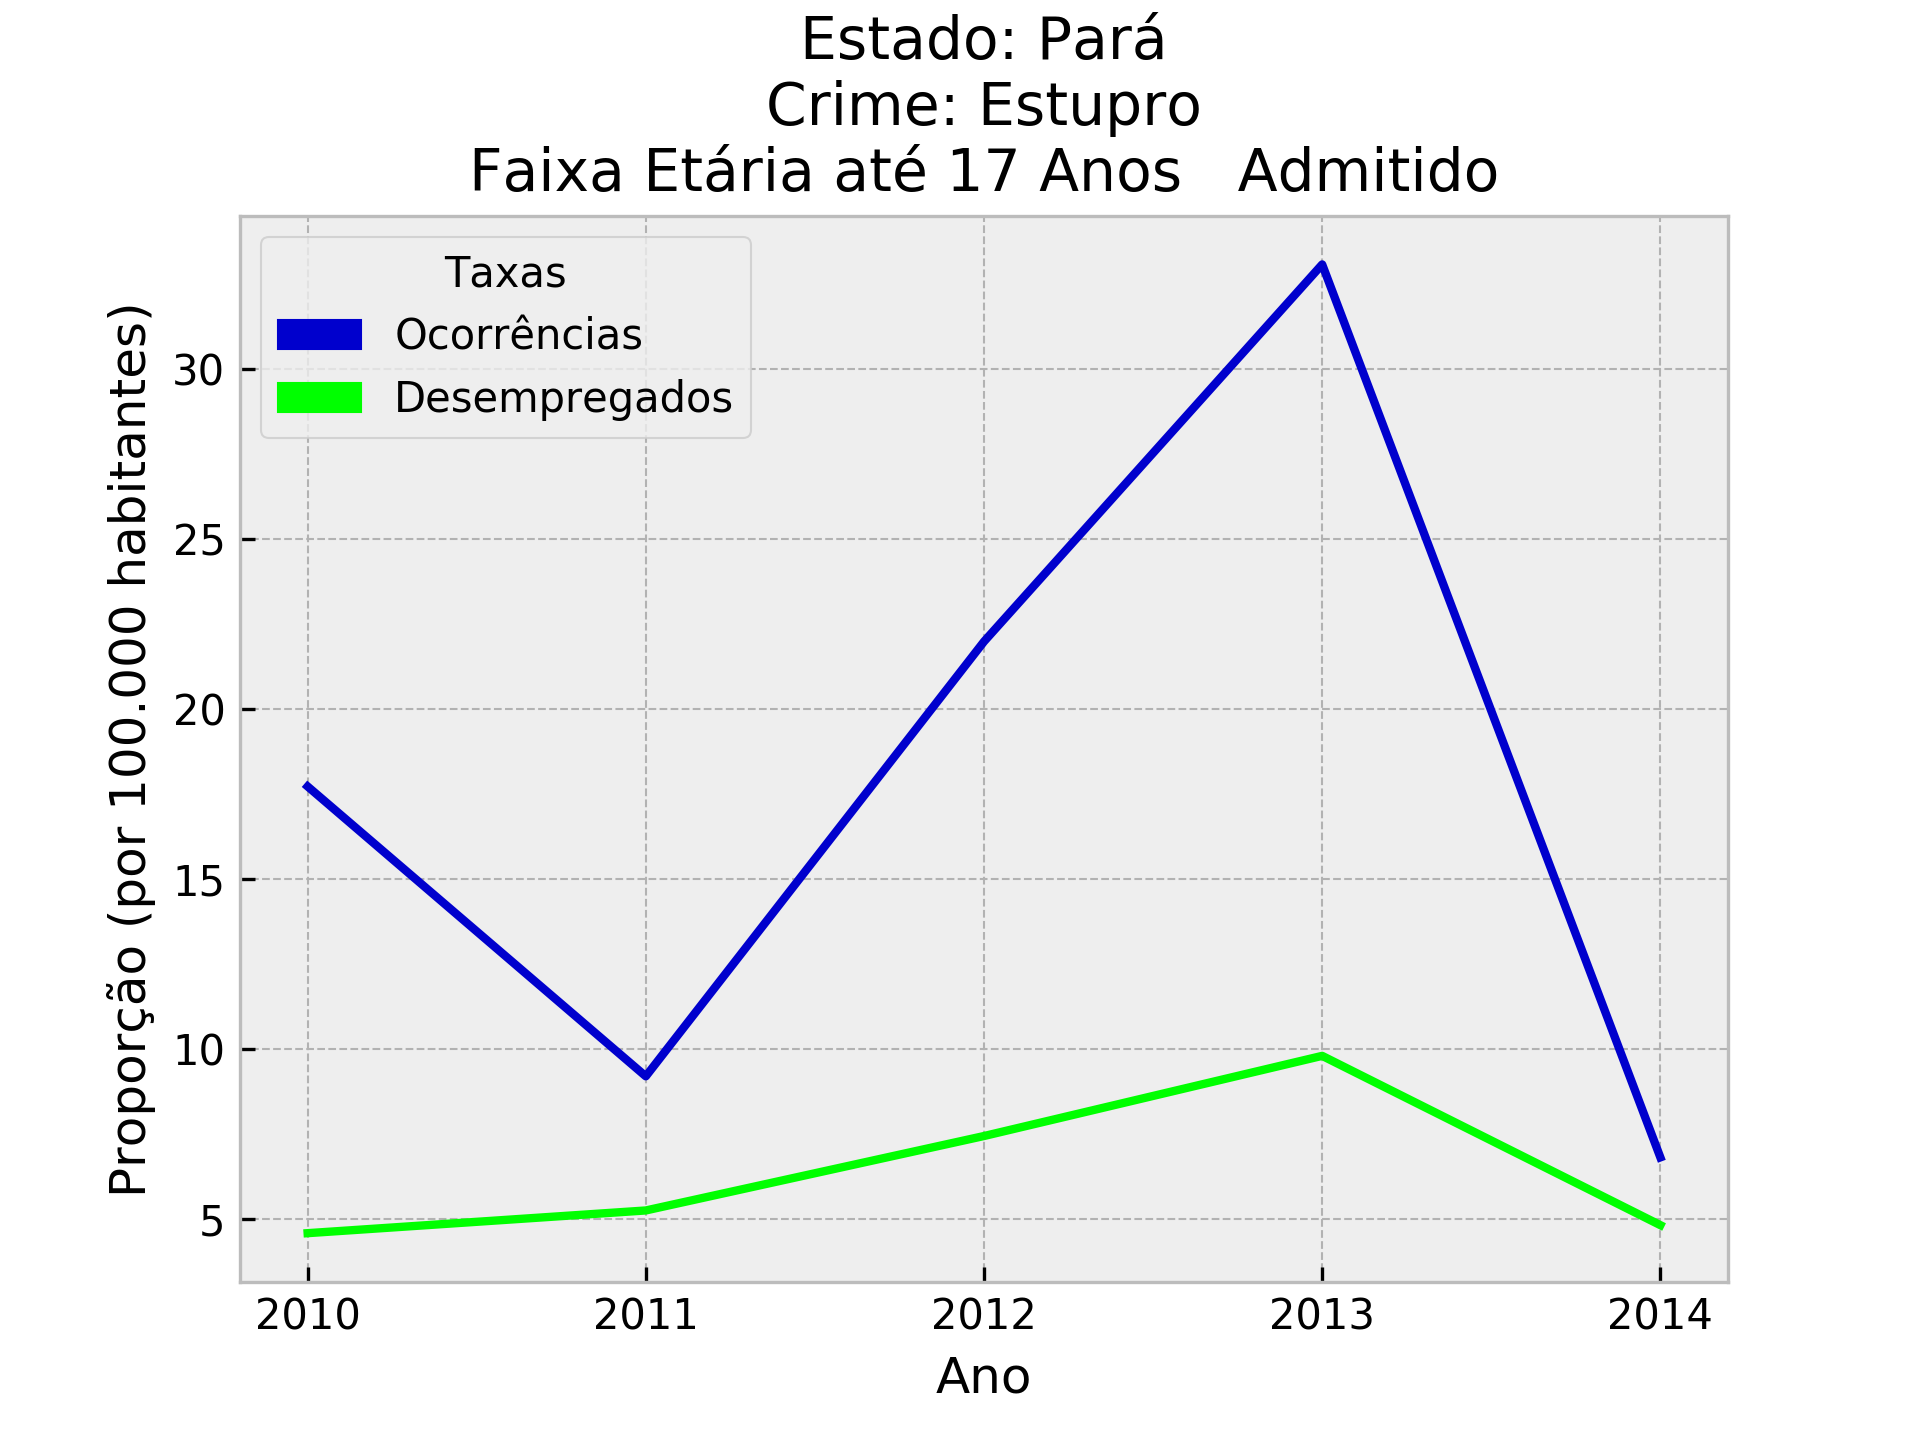 Estado: Pará
Crime: Estupro
Faixa Etária até 17 Anos   Admitido
Taxas
Ocorrências
Desempregados
Proporção (por 100.000 habitantes)
30
25
20
15
10
5
2010 2011 2012 2013 2014
Ano